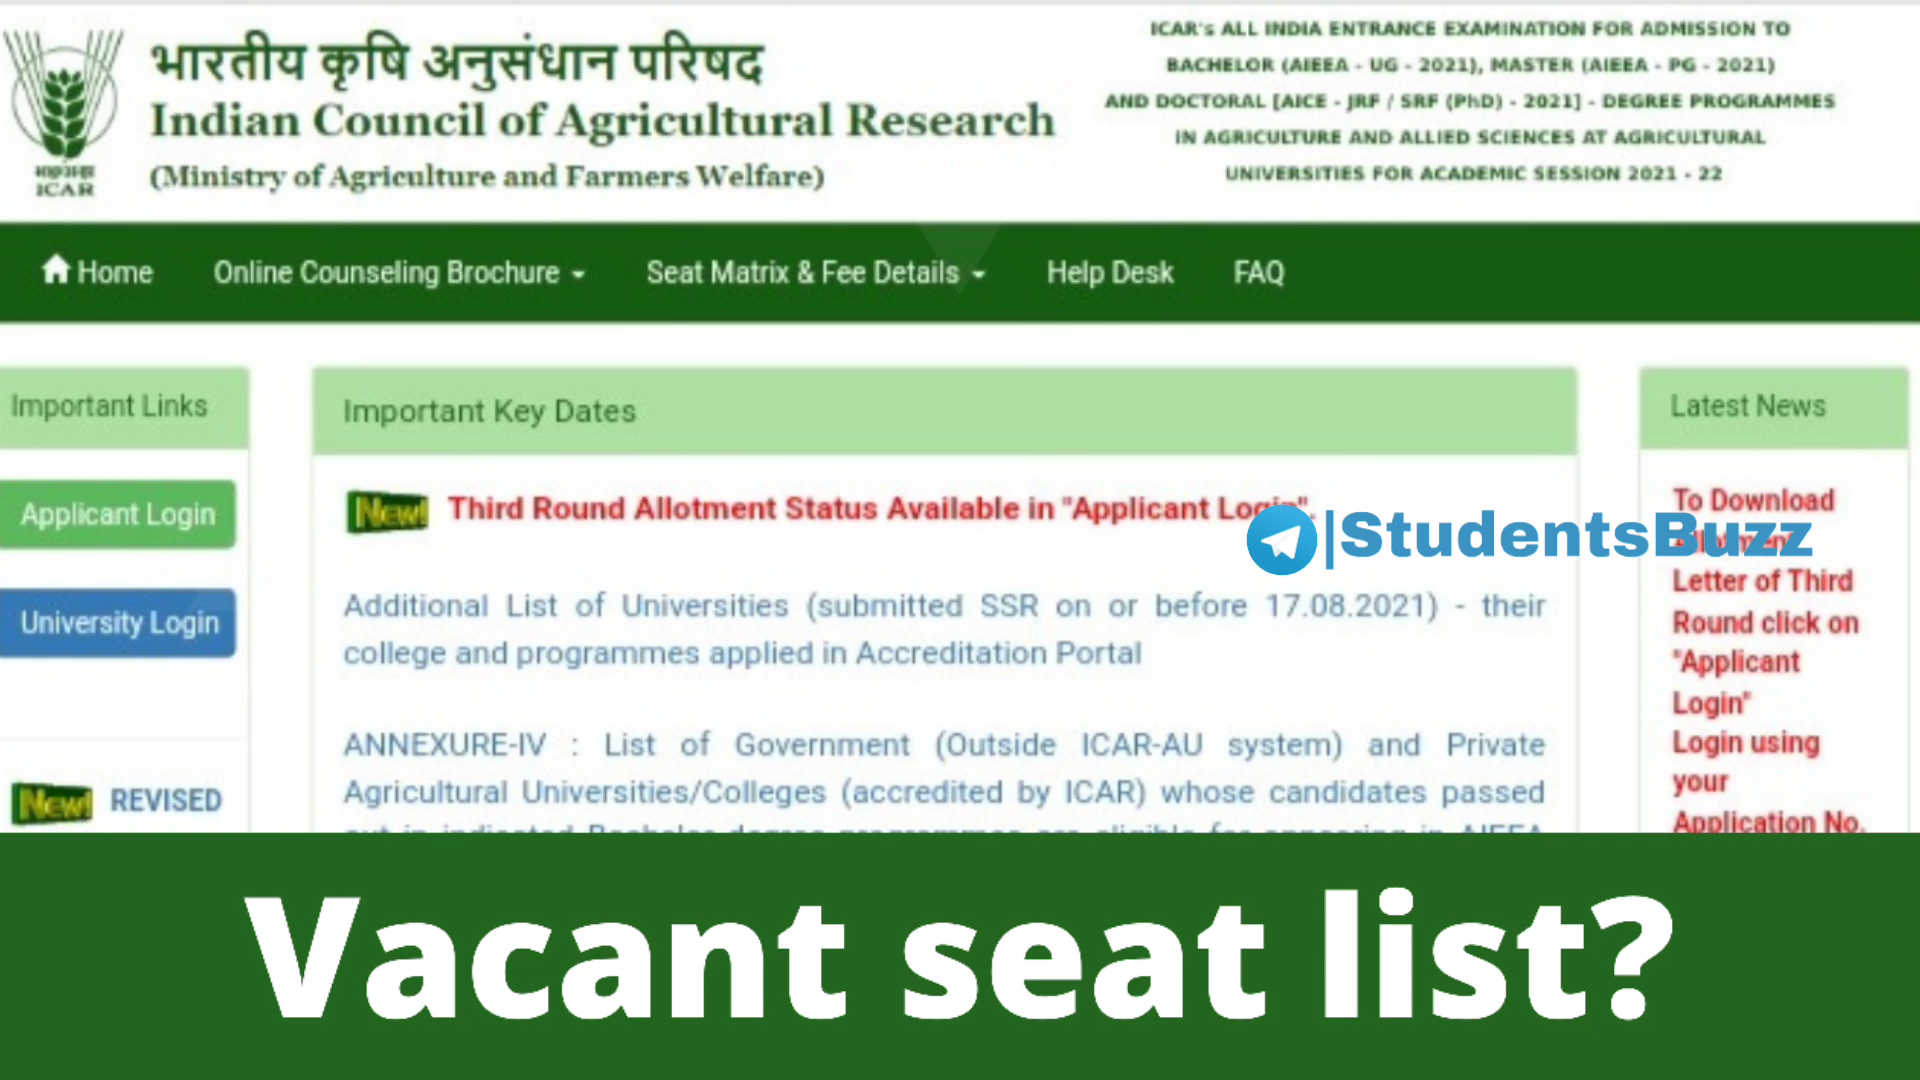 भारतीय कृषि अनुसंधान परिषद
Indian Council of Agricultural Research
(Ministry of Agriculture and Farmers Welfare)
ICAR
ICAR's ALL INDIA ENTRANCE EXAMINATION FOR ADMISSION TO
BACHELOR (AIEEA - UG - 2021), MASTER (AIEEA - PG - 2021)
AND DOCTORAL [AICE - JRF / SRF (PhD) - 2021] - DEGREE PROGRAMMES
IN AGRICULTURE AND ALLIED SCIENCES AT AGRICULTURAL
UNIVERSITIES FOR ACADEMIC SESSION 2021 - 22
Home Online Counseling Brochure Seat Matrix & Fee Details Help Desk FAQ
Important Links
Applicant Login
University Login
New! REVISED
Important Key Dates
New! Third Round Allotment Status Available in "Applicant Login".
Additional List of Universities (submitted SSR on or before 17.08.2021) - their
college and programmes applied in Accreditation Portal
ANNEXURE-IV : List of Government (Outside ICAR-AU system) and Private
Agricultural Universities/Colleges (accredited by ICAR) whose candidates passed
Latest News
To Download
Allotment
Letter of Third
Round click on
"Applicant
Login"
Login using
your
Application No.
|StudentsBuzz
Vacant seat list?